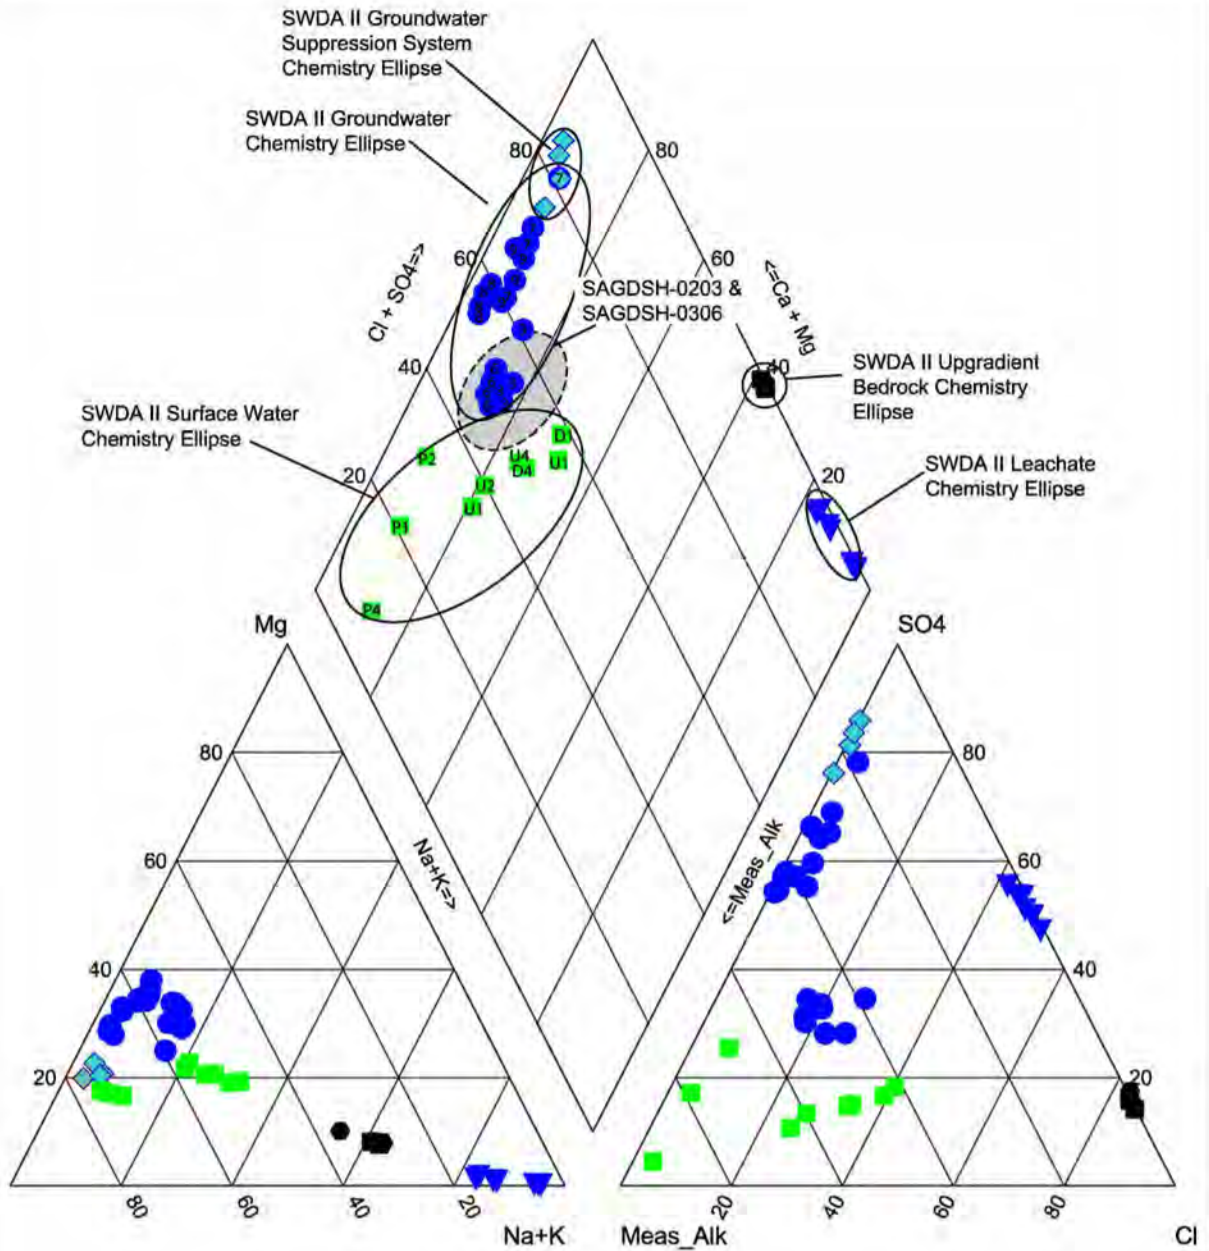 SWDA II Groundwater
Suppression System
Chemistry Ellipse
SWDA II Groundwater
Chemistry Ellipse
80
80
7
Cl + SO4=>
60
60
<=Ca + Mg
SAGDSH-0203 &
SAGDSH-0306
40
40
SWDA II Upgradient
Bedrock Chemistry
Ellipse
SWDA II Surface Water
Chemistry Ellipse
P2
U4
D4
D1
U1
20
20
SWDA II Leachate
Chemistry Ellipse
U2
U1
P1
P4
Mg
SO4
80
80
Na+K=>
<=Meas_Alk
60
60
40
40
20
20
80
60
40
20
20
40
60
80
Na+K
Meas_Alk
Cl